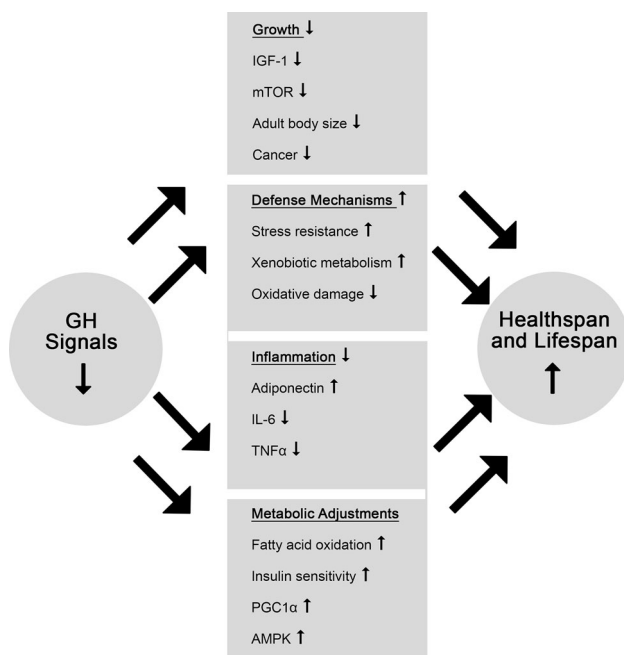 Growth ↓
IGF-1 ↓
mTOR ↓
Adult body size ↓
Cancer ↓
Defense Mechanisms ↑
Stress resistance ↑
Xenobiotic metabolism ↑
Oxidative damage ↓
GH
Signals
↓
Inflammation ↓
Adiponectin ↑
IL-6 ↓
TNFα ↓
Metabolic Adjustments
Fatty acid oxidation ↑
Insulin sensitivity ↑
PGC1α ↑
AMPK ↑
Healthspan
and Lifespan
↑